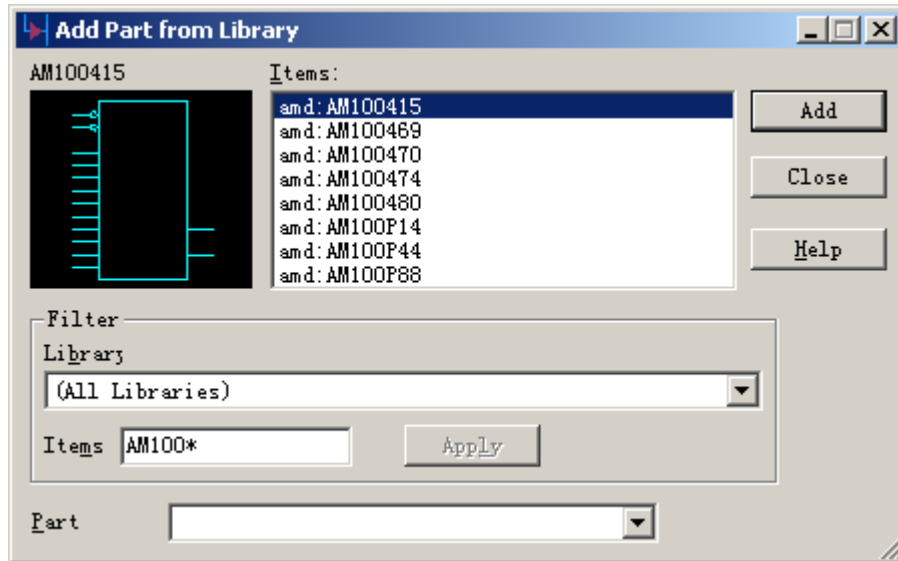 Add Part from Library
AM100415
Items:
amd:AM100415
amd:AM100469
amd:AM100470
amd:AM100474
amd:AM100480
amd:AM100P14
amd:AM100P44
amd:AM100P88
Add
Close
Help
Filter
Library
(All Libraries)
Items AM100* Apply
Part